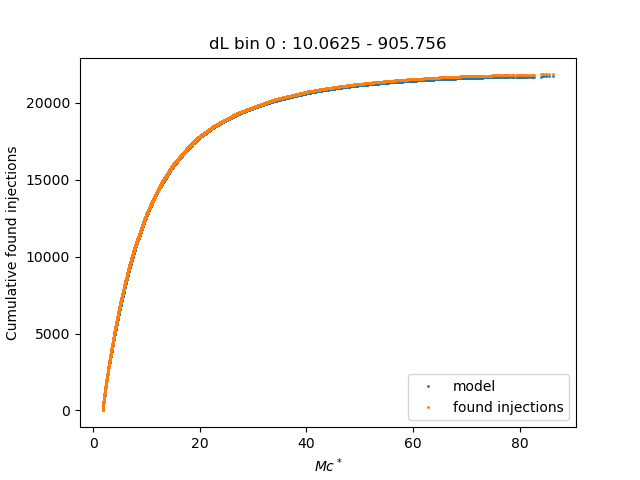 dL bin 0 : 10.0625 - 905.756
Cumulative found injections
20000
15000
10000
5000
0
0 20 40 60 80
Mc*
model
found injections